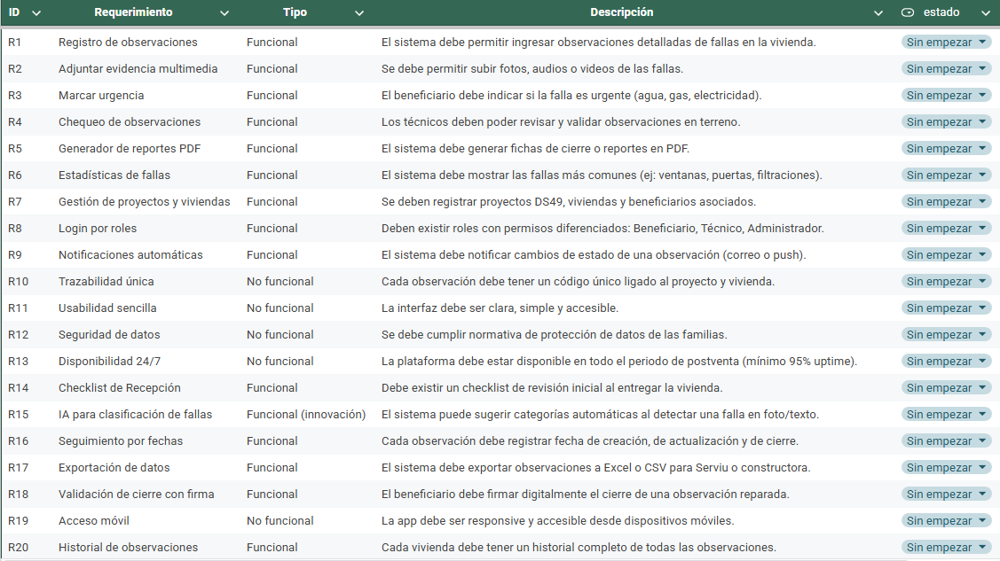 ID Requerimiento Tipo Descripción estado
R1 Registro de observaciones Funcional El sistema debe permitir ingresar observaciones detalladas de fallas en la vivienda. Sin empezar
R2 Adjuntar evidencia multimedia Funcional Se debe permitir subir fotos, audios o videos de las fallas. Sin empezar
R3 Marcar urgencia Funcional El beneficiario debe indicar si la falla es urgente (agua, gas, electricidad). Sin empezar
R4 Chequeo de observaciones Funcional Los técnicos deben poder revisar y validar observaciones en terreno. Sin empezar
R5 Generador de reportes PDF Funcional El sistema debe generar fichas de cierre o reportes en PDF. Sin empezar
R6 Estadísticas de fallas Funcional El sistema debe mostrar las fallas más comunes (ej: ventanas, puertas, filtraciones). Sin empezar
R7 Gestión de proyectos y viviendas Funcional Se deben registrar proyectos DS49, viviendas y beneficiarios asociados. Sin empezar
R8 Login por roles Funcional Deben existir roles con permisos diferenciados: Beneficiario, Técnico, Administrador. Sin empezar
R9 Notificaciones automáticas Funcional El sistema debe notificar cambios de estado de una observación (correo o push). Sin empezar
R10 Trazabilidad única No funcional Cada observación debe tener un código único ligado al proyecto y vivienda. Sin empezar
R11 Usabilidad sencilla No funcional La interfaz debe ser clara, simple y accesible. Sin empezar
R12 Seguridad de datos No funcional Se debe cumplir normativa de protección de datos de las familias. Sin empezar
R13 Disponibilidad 24/7 No funcional La plataforma debe estar disponible en todo el periodo de postventa (mínimo 95% uptime). Sin empezar
R14 Checklist de Recepción Funcional Debe existir un checklist de revisión inicial al entregar la vivienda. Sin empezar
R15 IA para clasificación de fallas Funcional (innovación) El sistema puede sugerir categorías automáticas al detectar una falla en foto/texto. Sin empezar
R16 Seguimiento por fechas Funcional Cada observación debe registrar fecha de creación, de actualización y de cierre. Sin empezar
R17 Exportación de datos Funcional El sistema debe exportar observaciones a Excel o CSV para Serviu o constructora. Sin empezar
R18 Validación de cierre con firma Funcional El beneficiario debe firmar digitalmente el cierre de una observación reparada. Sin empezar
R19 Acceso móvil No funcional La app debe ser responsive y accesible desde dispositivos móviles. Sin empezar
R20 Historial de observaciones Funcional Cada vivienda debe tener un historial completo de todas las observaciones. Sin empezar